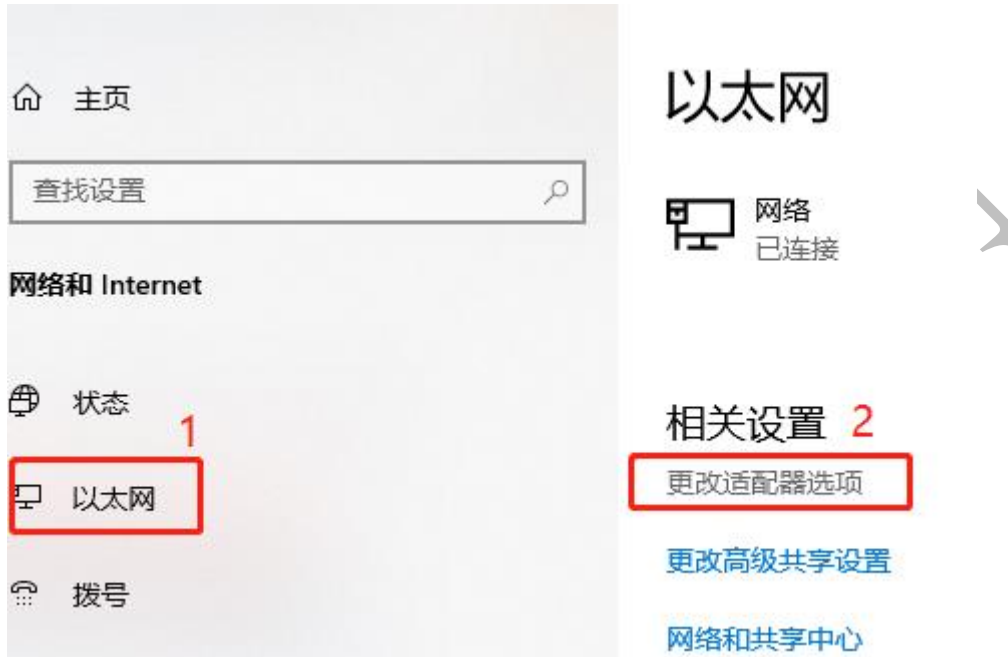 主页
查找设置
网络和 Internet
状态
1
以太网
拨号
以太网
网络
已连接
相关设置 2
更改适配器选项
更改高级共享设置
网络和共享中心